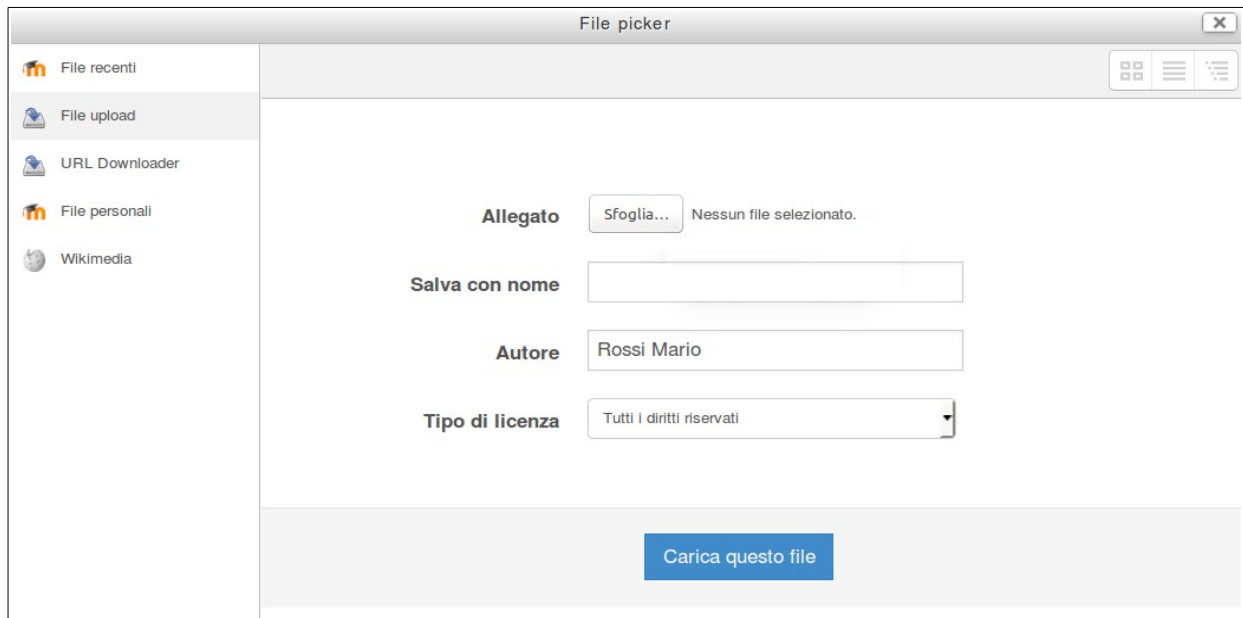 File picker
File recenti
File upload
URL Downloader
File personali
Wikimedia
Allegato Sfoglia... Nessun file selezionato.
Salva con nome
Autore Rossi Mario
Tipo di licenza Tutti i diritti riservati
Carica questo file